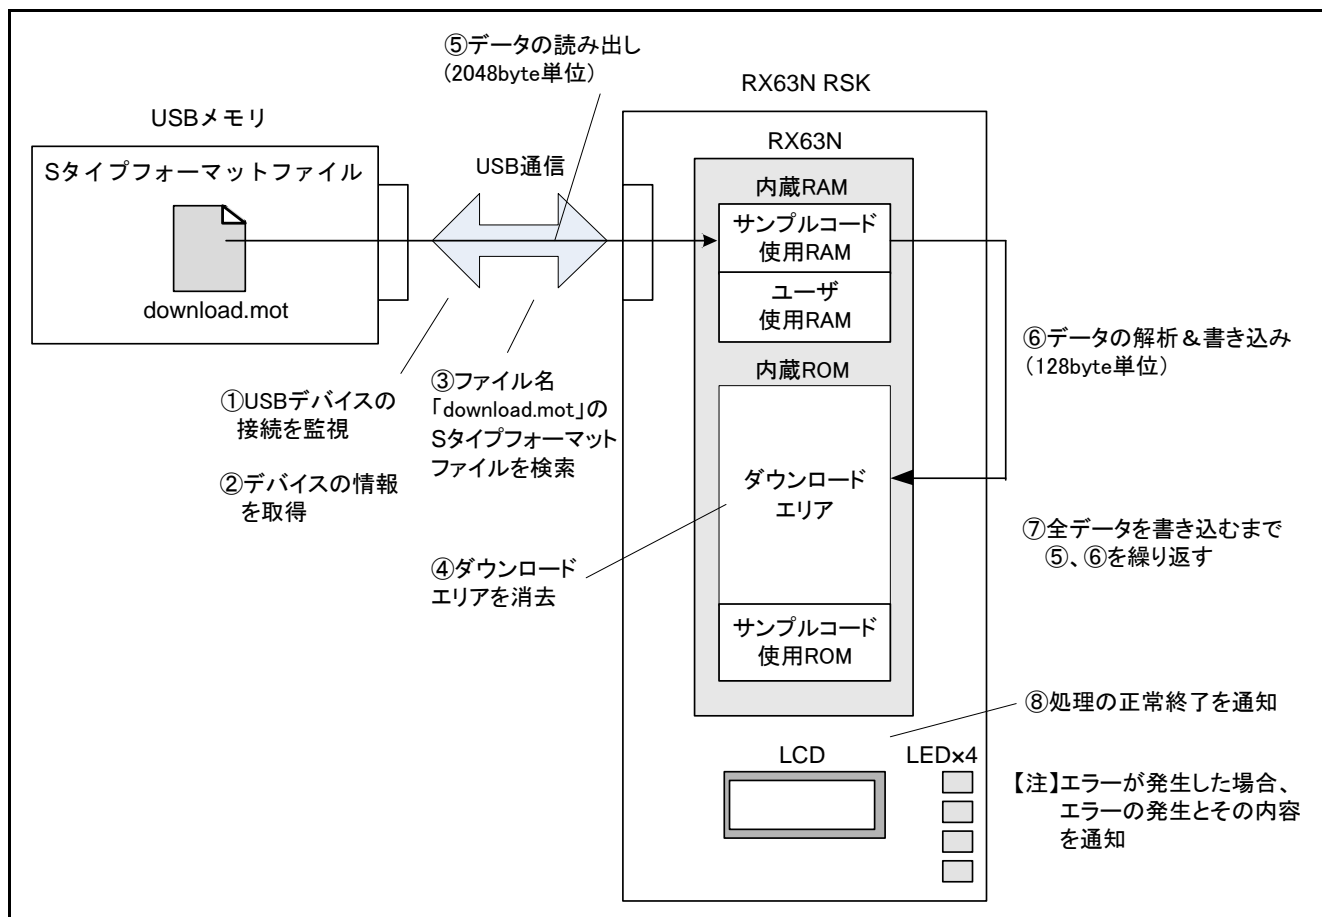 ⑤データの読み出し
(2048byte単位)
RX63N RSK
USBメモリ
Sタイプフォーマットファイル
download.mot
USB通信
RX63N
内蔵RAM
サンプルコード
使用RAM
ユーザ
使用RAM
⑥データの解析&書き込み
(128byte単位)
①USBデバイスの
接続を監視
②デバイスの情報
を取得
③ファイル名
「download.mot」の
Sタイプフォーマット
ファイルを検索
④ダウンロード
エリアを消去
内蔵ROM
ダウンロード
エリア
サンプルコード
使用ROM
⑦全データを書き込むまで
⑤、⑥を繰り返す
⑧処理の正常終了を通知
LCD
LED×4
【注】エラーが発生した場合、
エラーの発生とその内容
を通知